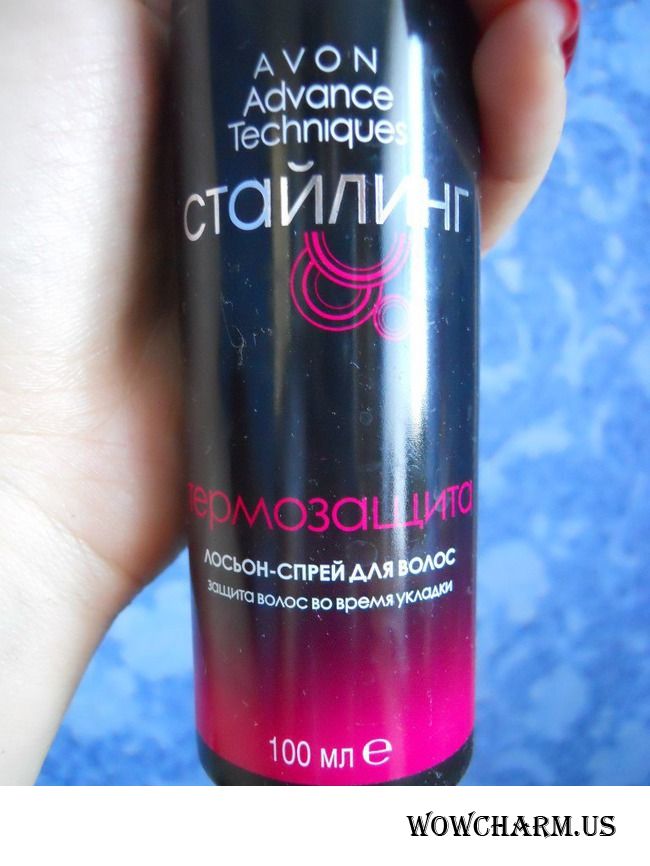 AVON
Advance
Techniques
стайлинг
термозащита
ЛОСЬОН-СПРЕЙ ДЛЯ ВОЛОС
защита волос во время укладки
100 мл e
WOWCHARM.US